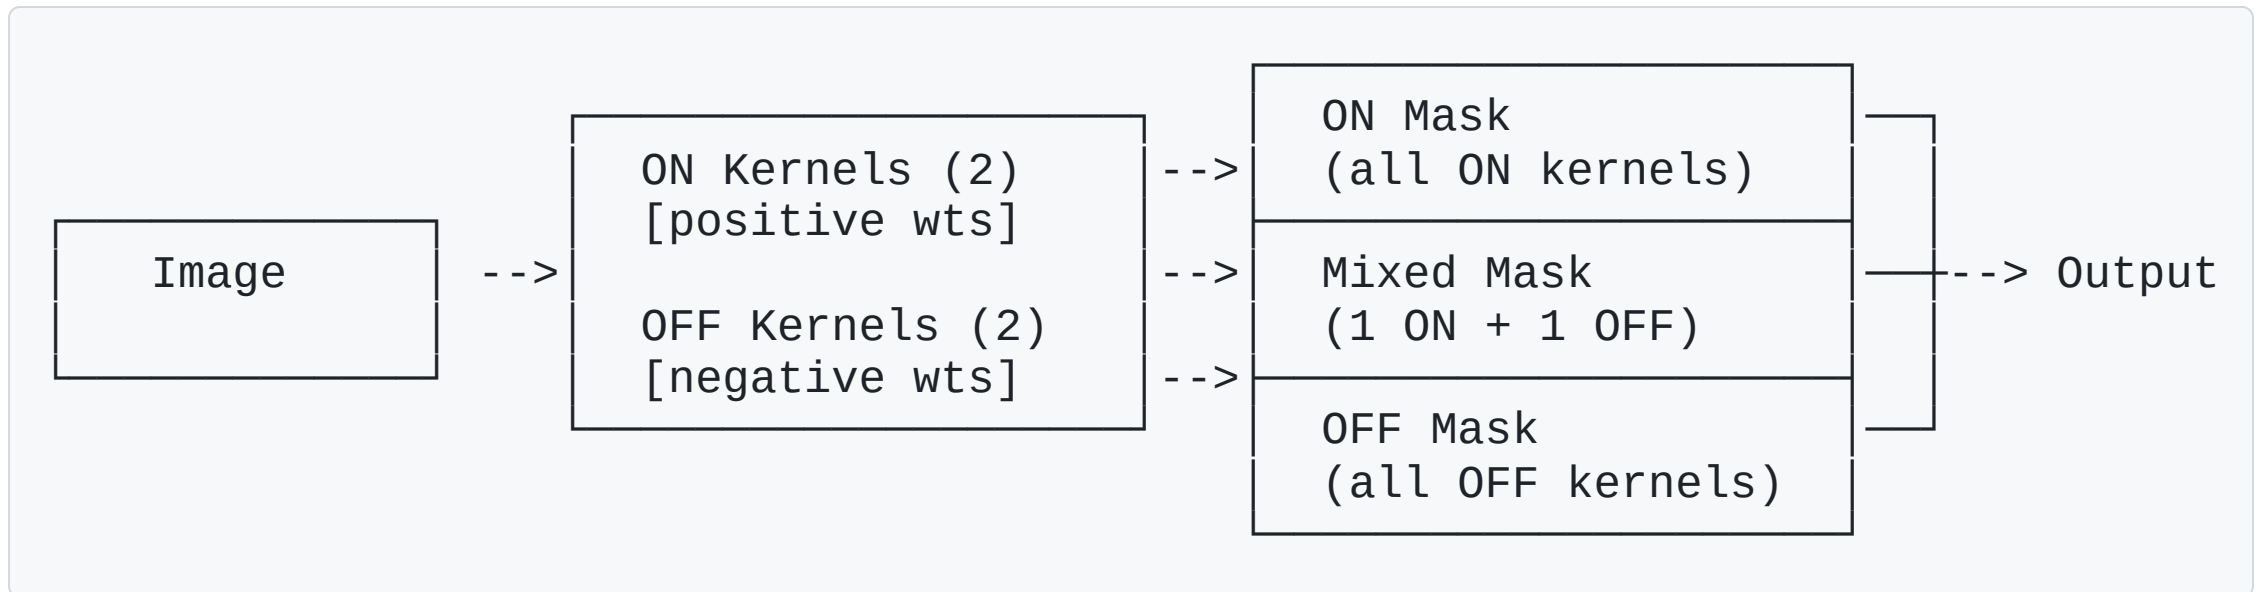 Image
-->
ON Kernels (2)
[positive wts]
OFF Kernels (2)
[negative wts]
-->
-->
-->
ON Mask
(all ON kernels)
Mixed Mask
(1 ON + 1 OFF)
OFF Mask
(all OFF kernels)
--> Output